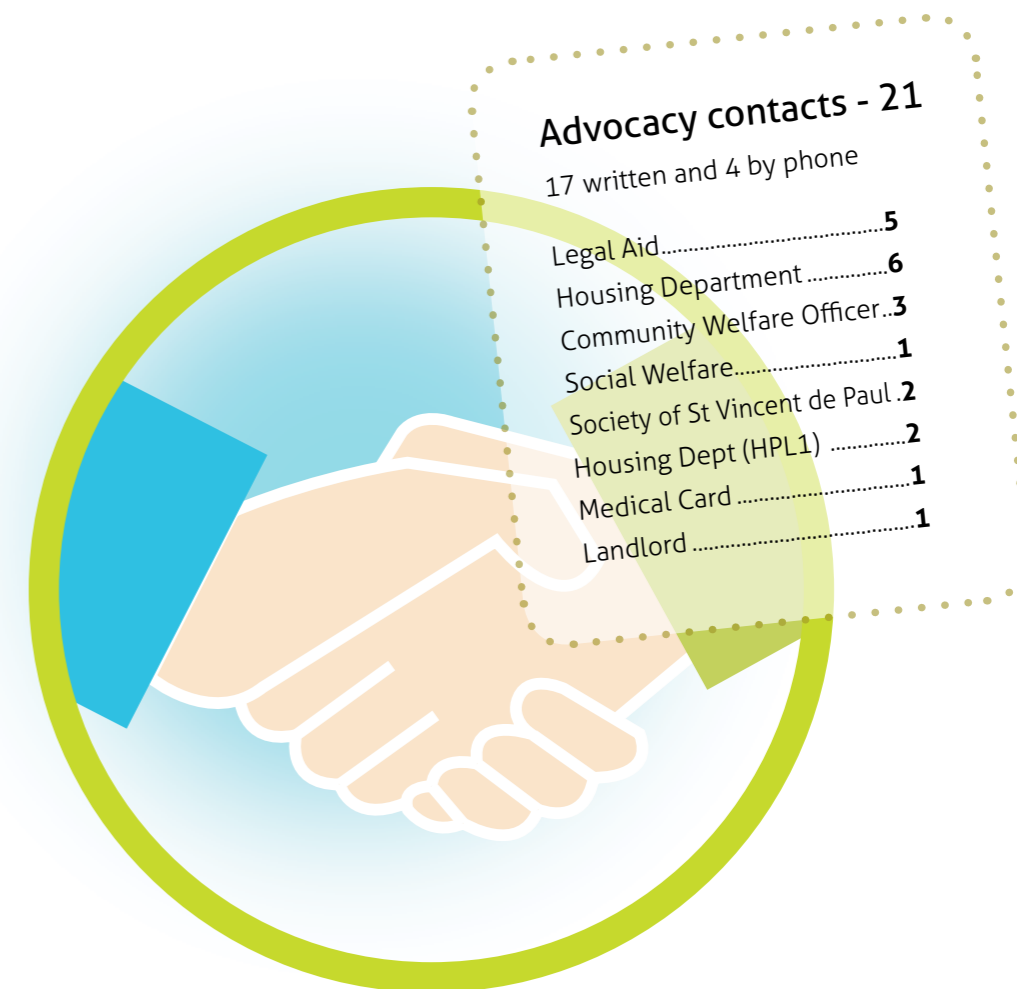 Advocacy contacts - 21
17 written and 4 by phone
Legal Aid.........................................5
Housing Department ...............6
Community Welfare Officer..3
Social Welfare..............................1
Society of St Vincent de Paul .2
Housing Dept (HPL1) ..............2
Medical Card ................................1
Landlord .........................................1